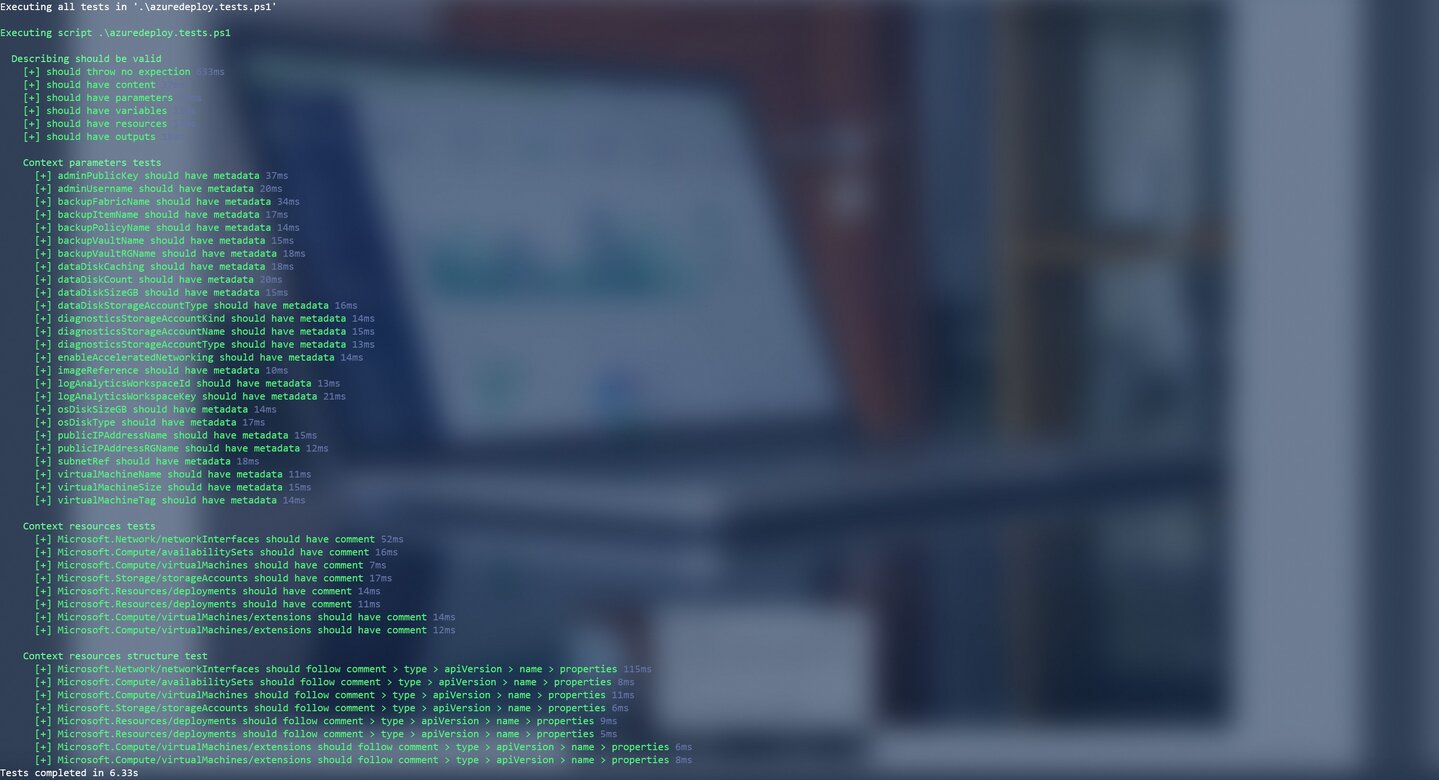 Executing all tests in '.\azuredeploy.tests.ps1'
Executing script .\azuredeploy.tests.ps1
Describing should be valid
[+] should throw no expection 633ms
[+] should have content
[+] should have parameters
[+] should have variables
[+] should have resources
[+] should have outputs
Context parameters tests
[+] adminPublicKey should have metadata 37ms
[+] adminUsername should have metadata 20ms
[+] backupFabricName should have metadata 34ms
[+] backupItemName should have metadata 17ms
[+] backupPolicyName should have metadata 14ms
[+] backupVaultName should have metadata 15ms
[+] backupVaultRGName should have metadata 18ms
[+] dataDiskCaching should have metadata 18ms
[+] dataDiskCount should have metadata 20ms
[+] dataDiskSizeGB should have metadata 15ms
[+] dataDiskStorageAccountType should have metadata 16ms
[+] diagnosticsStorageAccountKind should have metadata 14ms
[+] diagnosticsStorageAccountName should have metadata 15ms
[+] diagnosticsStorageAccountType should have metadata 13ms
[+] enableAcceleratedNetworking should have metadata 14ms
[+] imageReference should have metadata 10ms
[+] logAnalyticsWorkspaceId should have metadata 13ms
[+] logAnalyticsWorkspaceKey should have metadata 21ms
[+] osDiskSizeGB should have metadata 14ms
[+] osDiskType should have metadata 17ms
[+] publicIPAddressName should have metadata 15ms
[+] publicIPAddressRGName should have metadata 12ms
[+] subnetRef should have metadata 18ms
[+] virtualMachineName should have metadata 11ms
[+] virtualMachineSize should have metadata 15ms
[+] virtualMachineTag should have metadata 14ms
Context resources tests
[+] Microsoft.Network/networkInterfaces should have comment 52ms
[+] Microsoft.Compute/availabilitySets should have comment 16ms
[+] Microsoft.Compute/virtualMachines should have comment 7ms
[+] Microsoft.Storage/storageAccounts should have comment 17ms
[+] Microsoft.Resources/deployments should have comment 14ms
[+] Microsoft.Resources/deployments should have comment 11ms
[+] Microsoft.Compute/virtualMachines/extensions should have comment 14ms
[+] Microsoft.Compute/virtualMachines/extensions should have comment 12ms
Context resources structure test
[+] Microsoft.Network/networkInterfaces should follow comment > type > apiVersion > name > properties 115ms
[+] Microsoft.Compute/availabilitySets should follow comment > type > apiVersion > name > properties 8ms
[+] Microsoft.Compute/virtualMachines should follow comment > type > apiVersion > name > properties 11ms
[+] Microsoft.Storage/storageAccounts should follow comment > type > apiVersion > name > properties 6ms
[+] Microsoft.Resources/deployments should follow comment > type > apiVersion > name > properties 9ms
[+] Microsoft.Resources/deployments should follow comment > type > apiVersion > name > properties 5ms
[+] Microsoft.Compute/virtualMachines/extensions should follow comment > type > apiVersion > name > properties 6ms
[+] Microsoft.Compute/virtualMachines/extensions should follow comment > type > apiVersion > name > properties 8ms
Tests completed in 6.33s